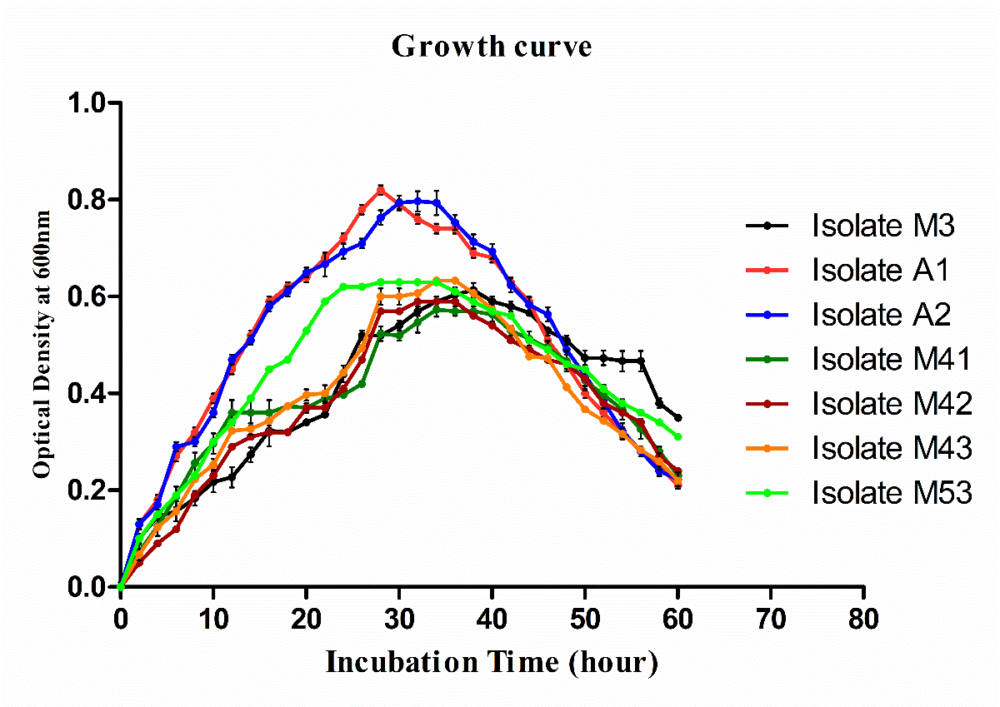 Growth curve
1.0
0.8
0.6
0.4
0.2
0.0
Optical Density at 600nm
0 10 20 30 40 50 60 70 80
Incubation Time (hour)
Isolate M3
Isolate A1
Isolate A2
Isolate M41
Isolate M42
Isolate M43
Isolate M53